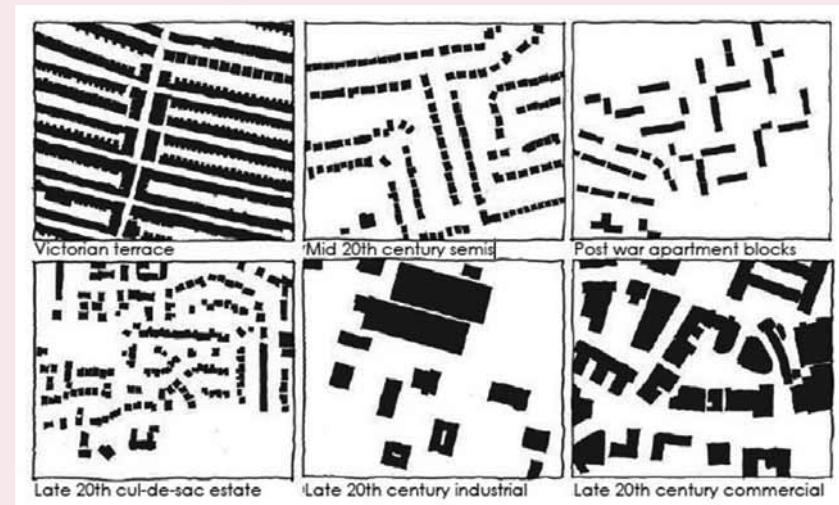 Victorian terrace
Mid 20th century semis
Post war apartment blocks
Late 20th cul-de-sac estate
Late 20th century industrial
Late 20th century commercial